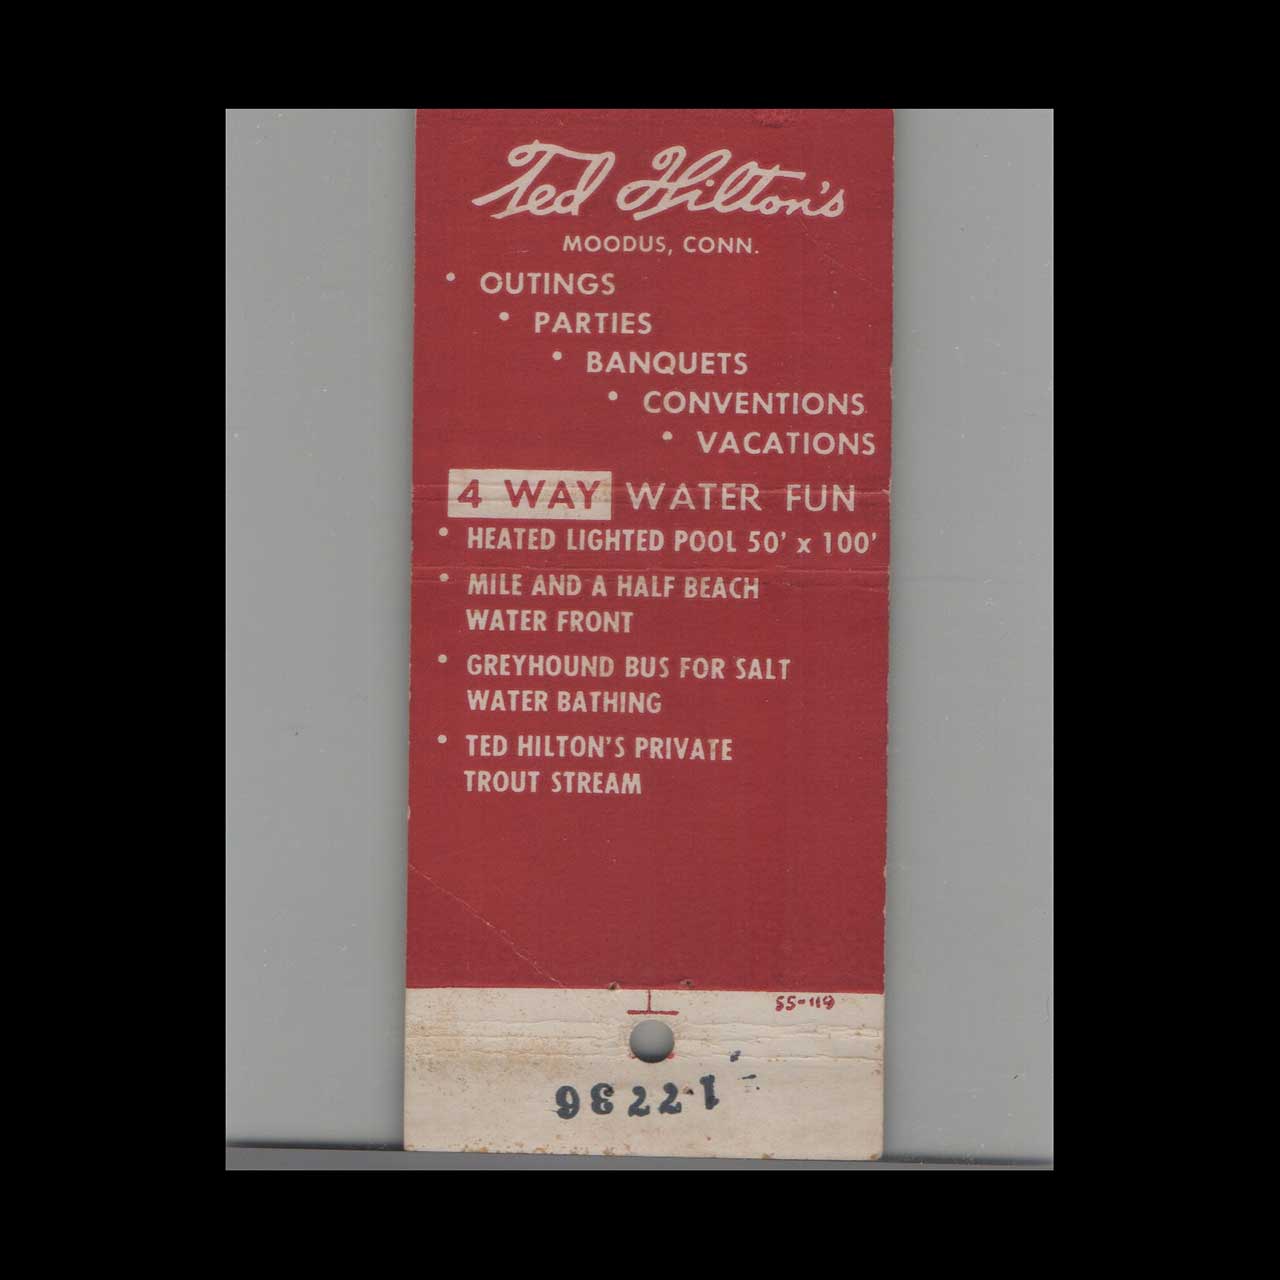 Ted Hilton's
MOODUS, CONN.
• OUTINGS
• PARTIES
• BANQUETS
• CONVENTIONS
• VACATIONS
4 WAY WATER FUN
• HEATED LIGHTED POOL 50' x 100'
• MILE AND A HALF BEACH
WATER FRONT
• GREYHOUND BUS FOR SALT
WATER BATHING
• TED HILTON'S PRIVATE
TROUT STREAM
55-119